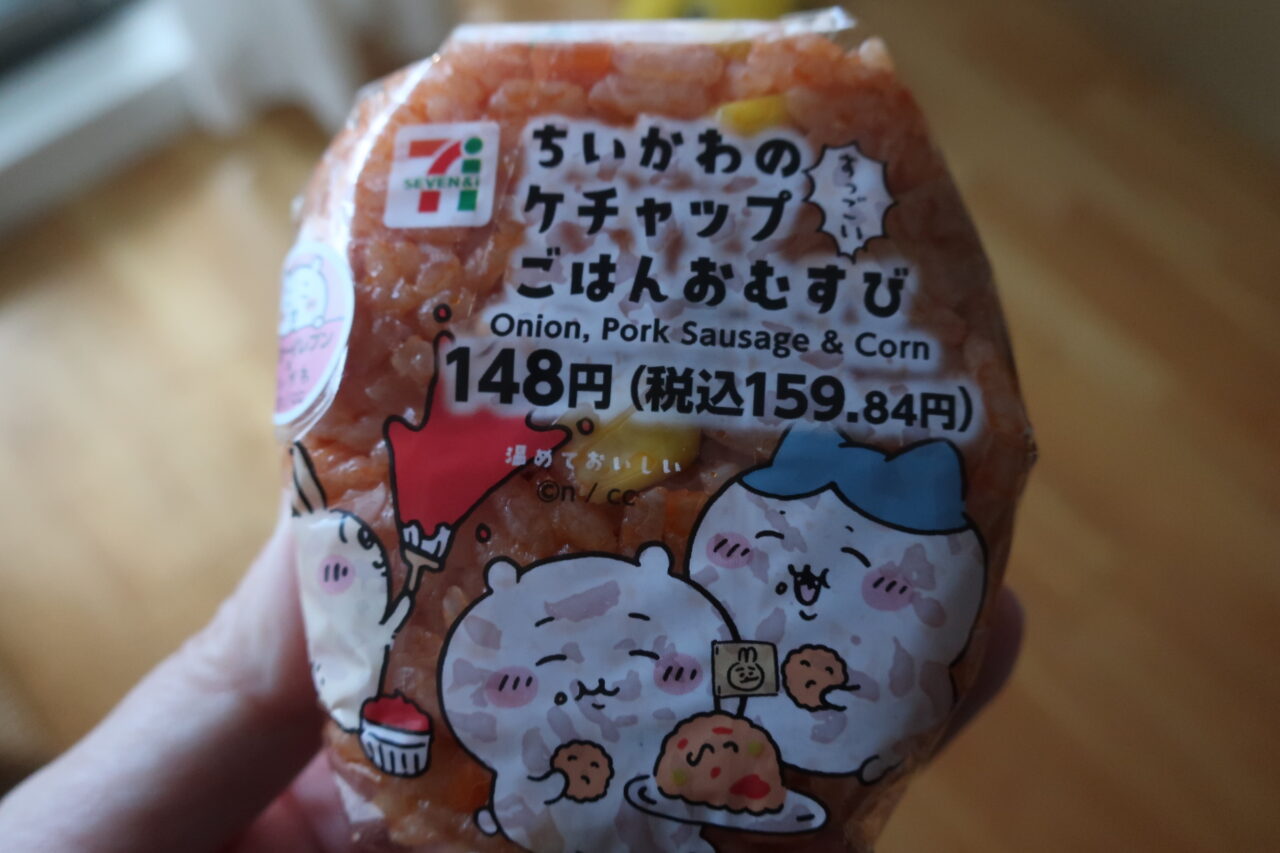 SEVEN&i
ちいかわの
ケチャップ
すっごい
ごはんおむすび
Onion, Pork Sausage & Corn
148円(税込159.84円)
温めておいしい
©n / cc